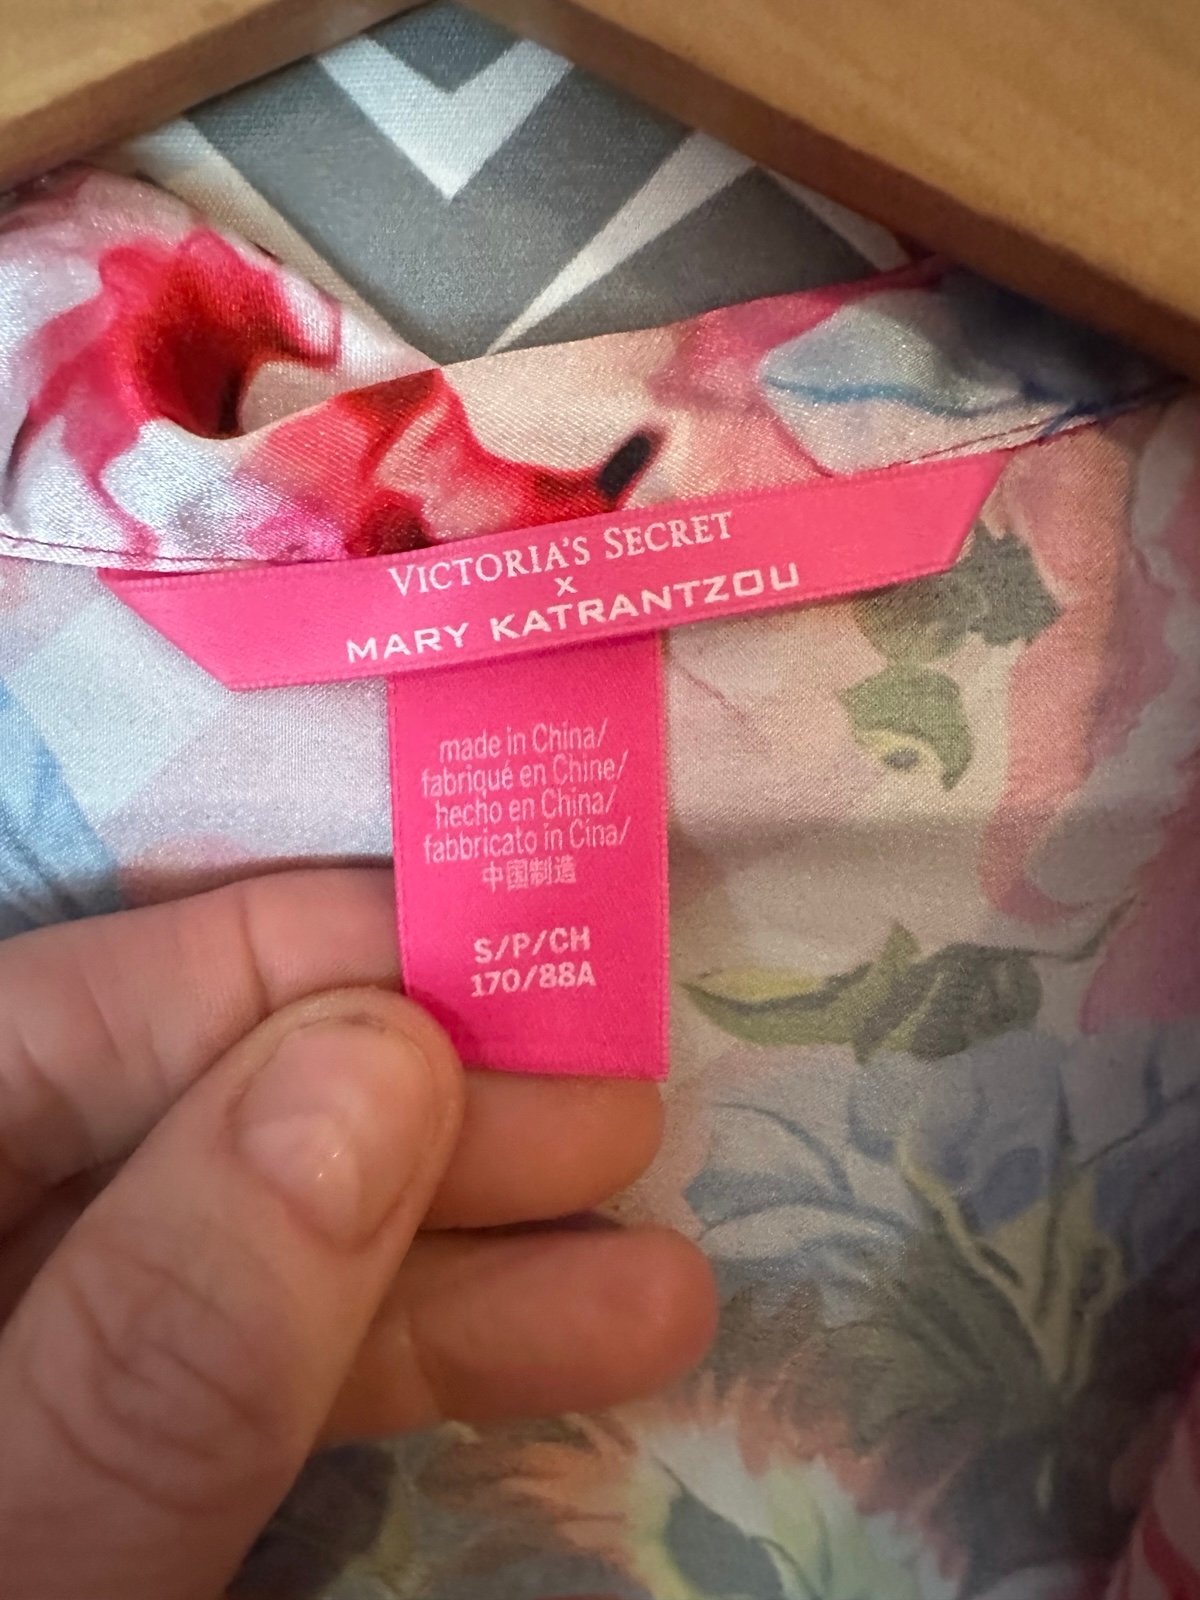 VICTORIA'S SECRET
X
MARY KATRANTZOU
made in China/
fabriqué en Chine/
hecho en China/
fabbricato in Cina/
中国制造
S/P/CH
170/88A